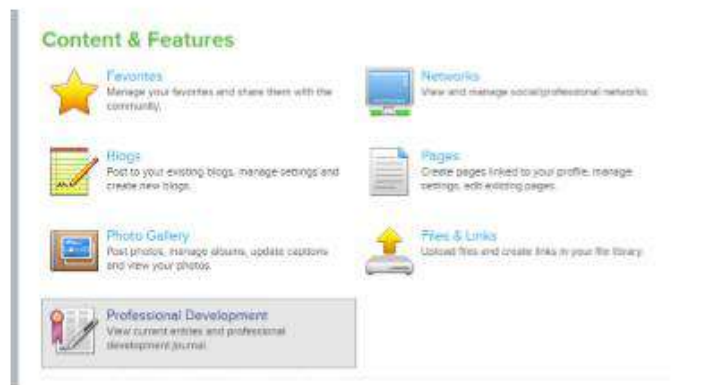 Content & Features
Favorites
Manage your favorites and share them with the
community.
Networks
View and manage social/professional networks.
Blogs
Post to your existing blogs, manage settings and
create new blogs.
Pages
Create pages linked to your profile, manage
settings, edit existing pages.
Photo Gallery
Post photos, manage albums, update captions
and view your photos.
Files & Links
Upload files and create links in your file library.
Professional Development
View current entries and professional
development journal.